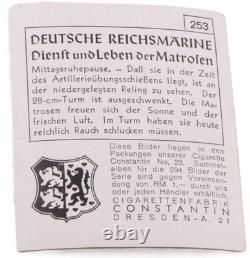 253
DEUTSCHE REICHSMARINE
Dienst und Leben der Matrosen
Mittagsruhepause. – Daß sie in der Zeit
des Artillerieübungsschießens liegt, ist an
der niedergelegten Reling zu sehen. Der
28-cm-Turm ist ausgeschwenkt. Die Ma-
trosen freuen sich der Sonne und der
frischen Luft. Im Turm haben sie heute
reichlich Rauch schlucken müssen.
Diese Bilder liegen in den
Packungen unserer Cigarette
Constantin No. 23. Sammel-
alben für die 294 Bilder der
Serie sind gegen Voreinsen-
dung von RM 1.– durch uns
oder jeden Händler erhältlich.
CIGARETTENFABRIK
CONSTANTIN
DRESDEN-A. 21